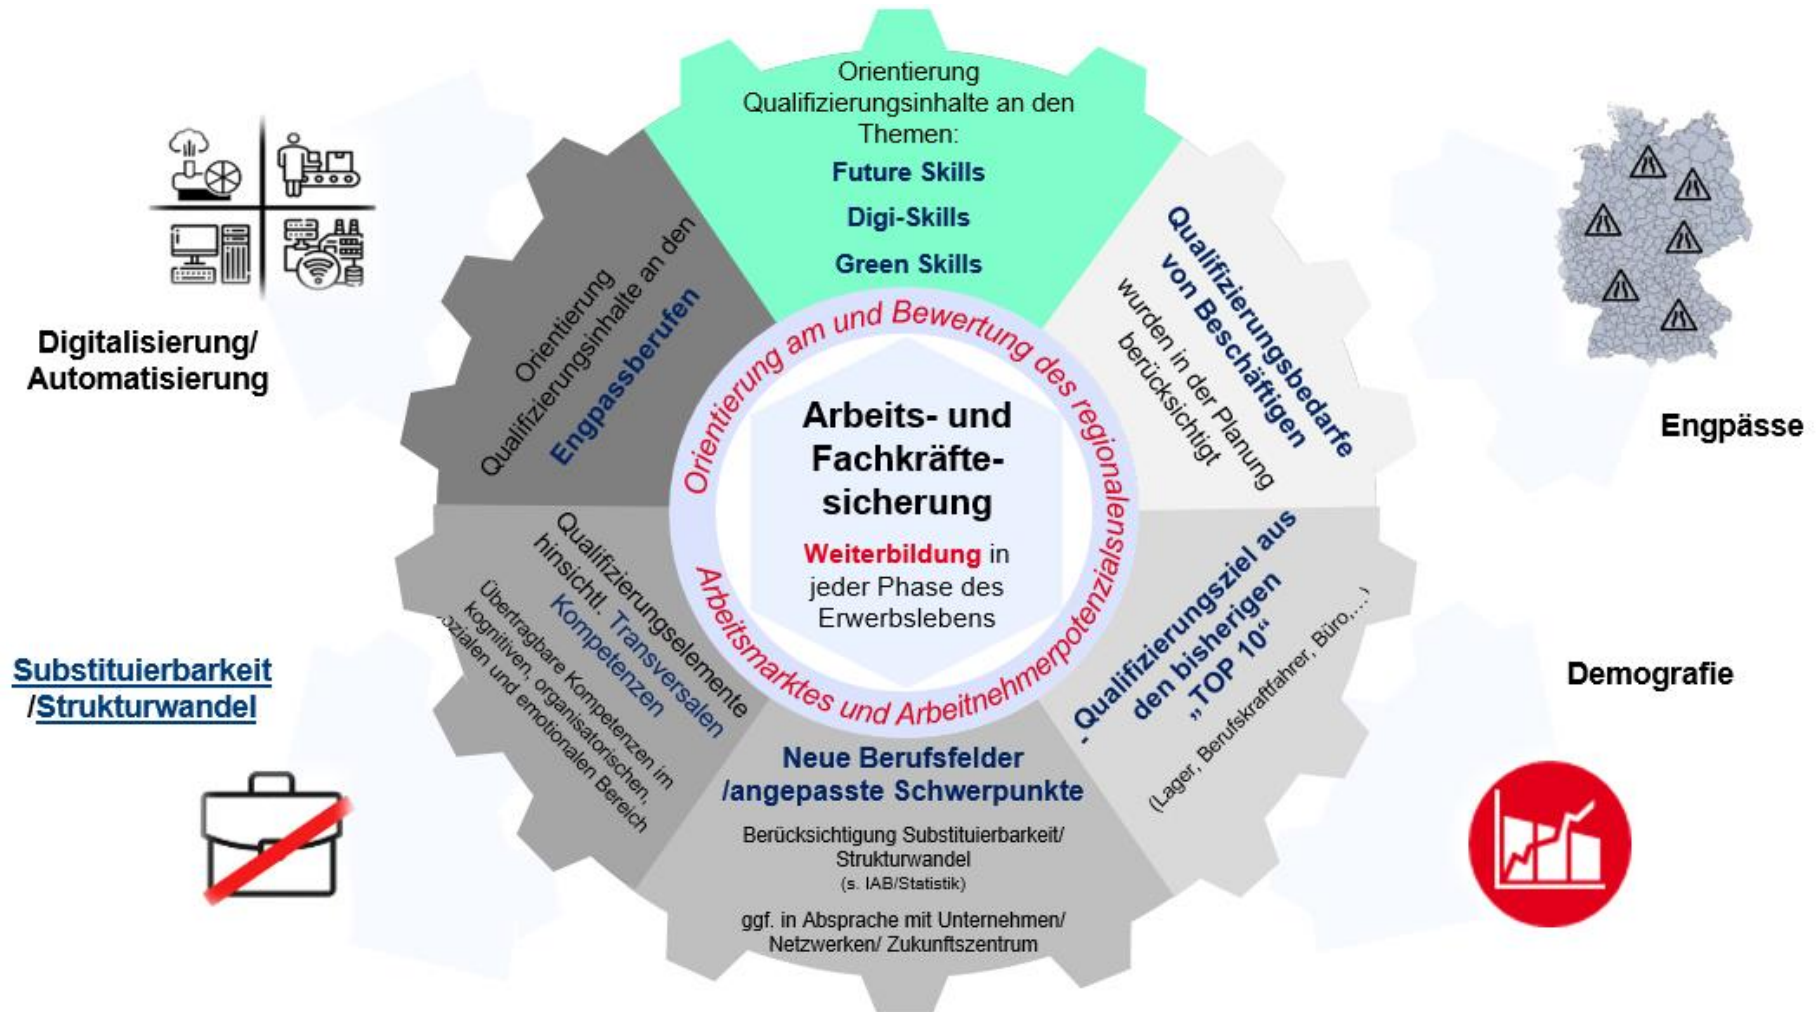 Orientierung
Qualifizierungsinhalte an den
Themen:
Future Skills
Digi-Skills
Green Skills
Qualifizierungsbedarfe
von Beschäftigen
wurden in der Planung
berücksichtigt
- Qualifizierungsziel aus
den bisherigen
„TOP 10“
(Lager, Berufskraftfahrer, Büro,…)
Neue Berufsfelder
/angepasste Schwerpunkte
Berücksichtigung Substituierbarkeit/
Strukturwandel
(s. IAB/Statistik)
ggf. in Absprache mit Unternehmen/
Netzwerken/ Zukunftszentrum
Qualifizierungselemente
hinsichtl. Transversalen
Kompetenzen
Übertragbare Kompetenzen im
kognitiven, organisatorischen,
sozialen und emotionalen Bereich
Orientierung
Qualifizierungsinhalte an den
Engpassberufen
Orientierung am und Bewertung des regionalen
Arbeitsmarktes und Arbeitnehmerpotenzials
Arbeits- und
Fachkräfte-
sicherung
Weiterbildung in
jeder Phase des
Erwerbslebens
Digitalisierung/
Automatisierung
Engpässe
Substituierbarkeit
/Strukturwandel
Demografie